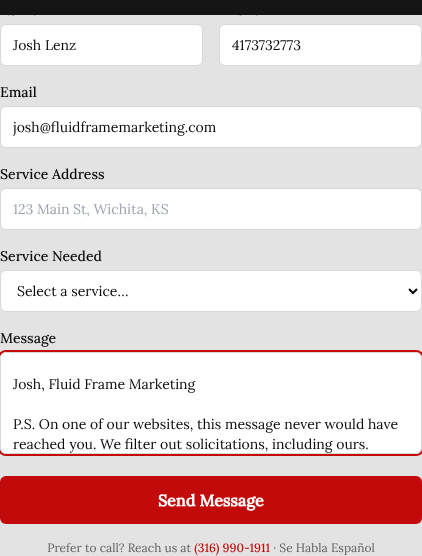 Josh Lenz
4173732773
Email
josh@fluidframemarketing.com
Service Address
123 Main St, Wichita, KS
Service Needed
Select a service...
Message
Josh, Fluid Frame Marketing
P.S. On one of our websites, this message never would have
reached you. We filter out solicitations, including ours.
Send Message
Prefer to call? Reach us at (316) 990-1911 · Se Habla Español